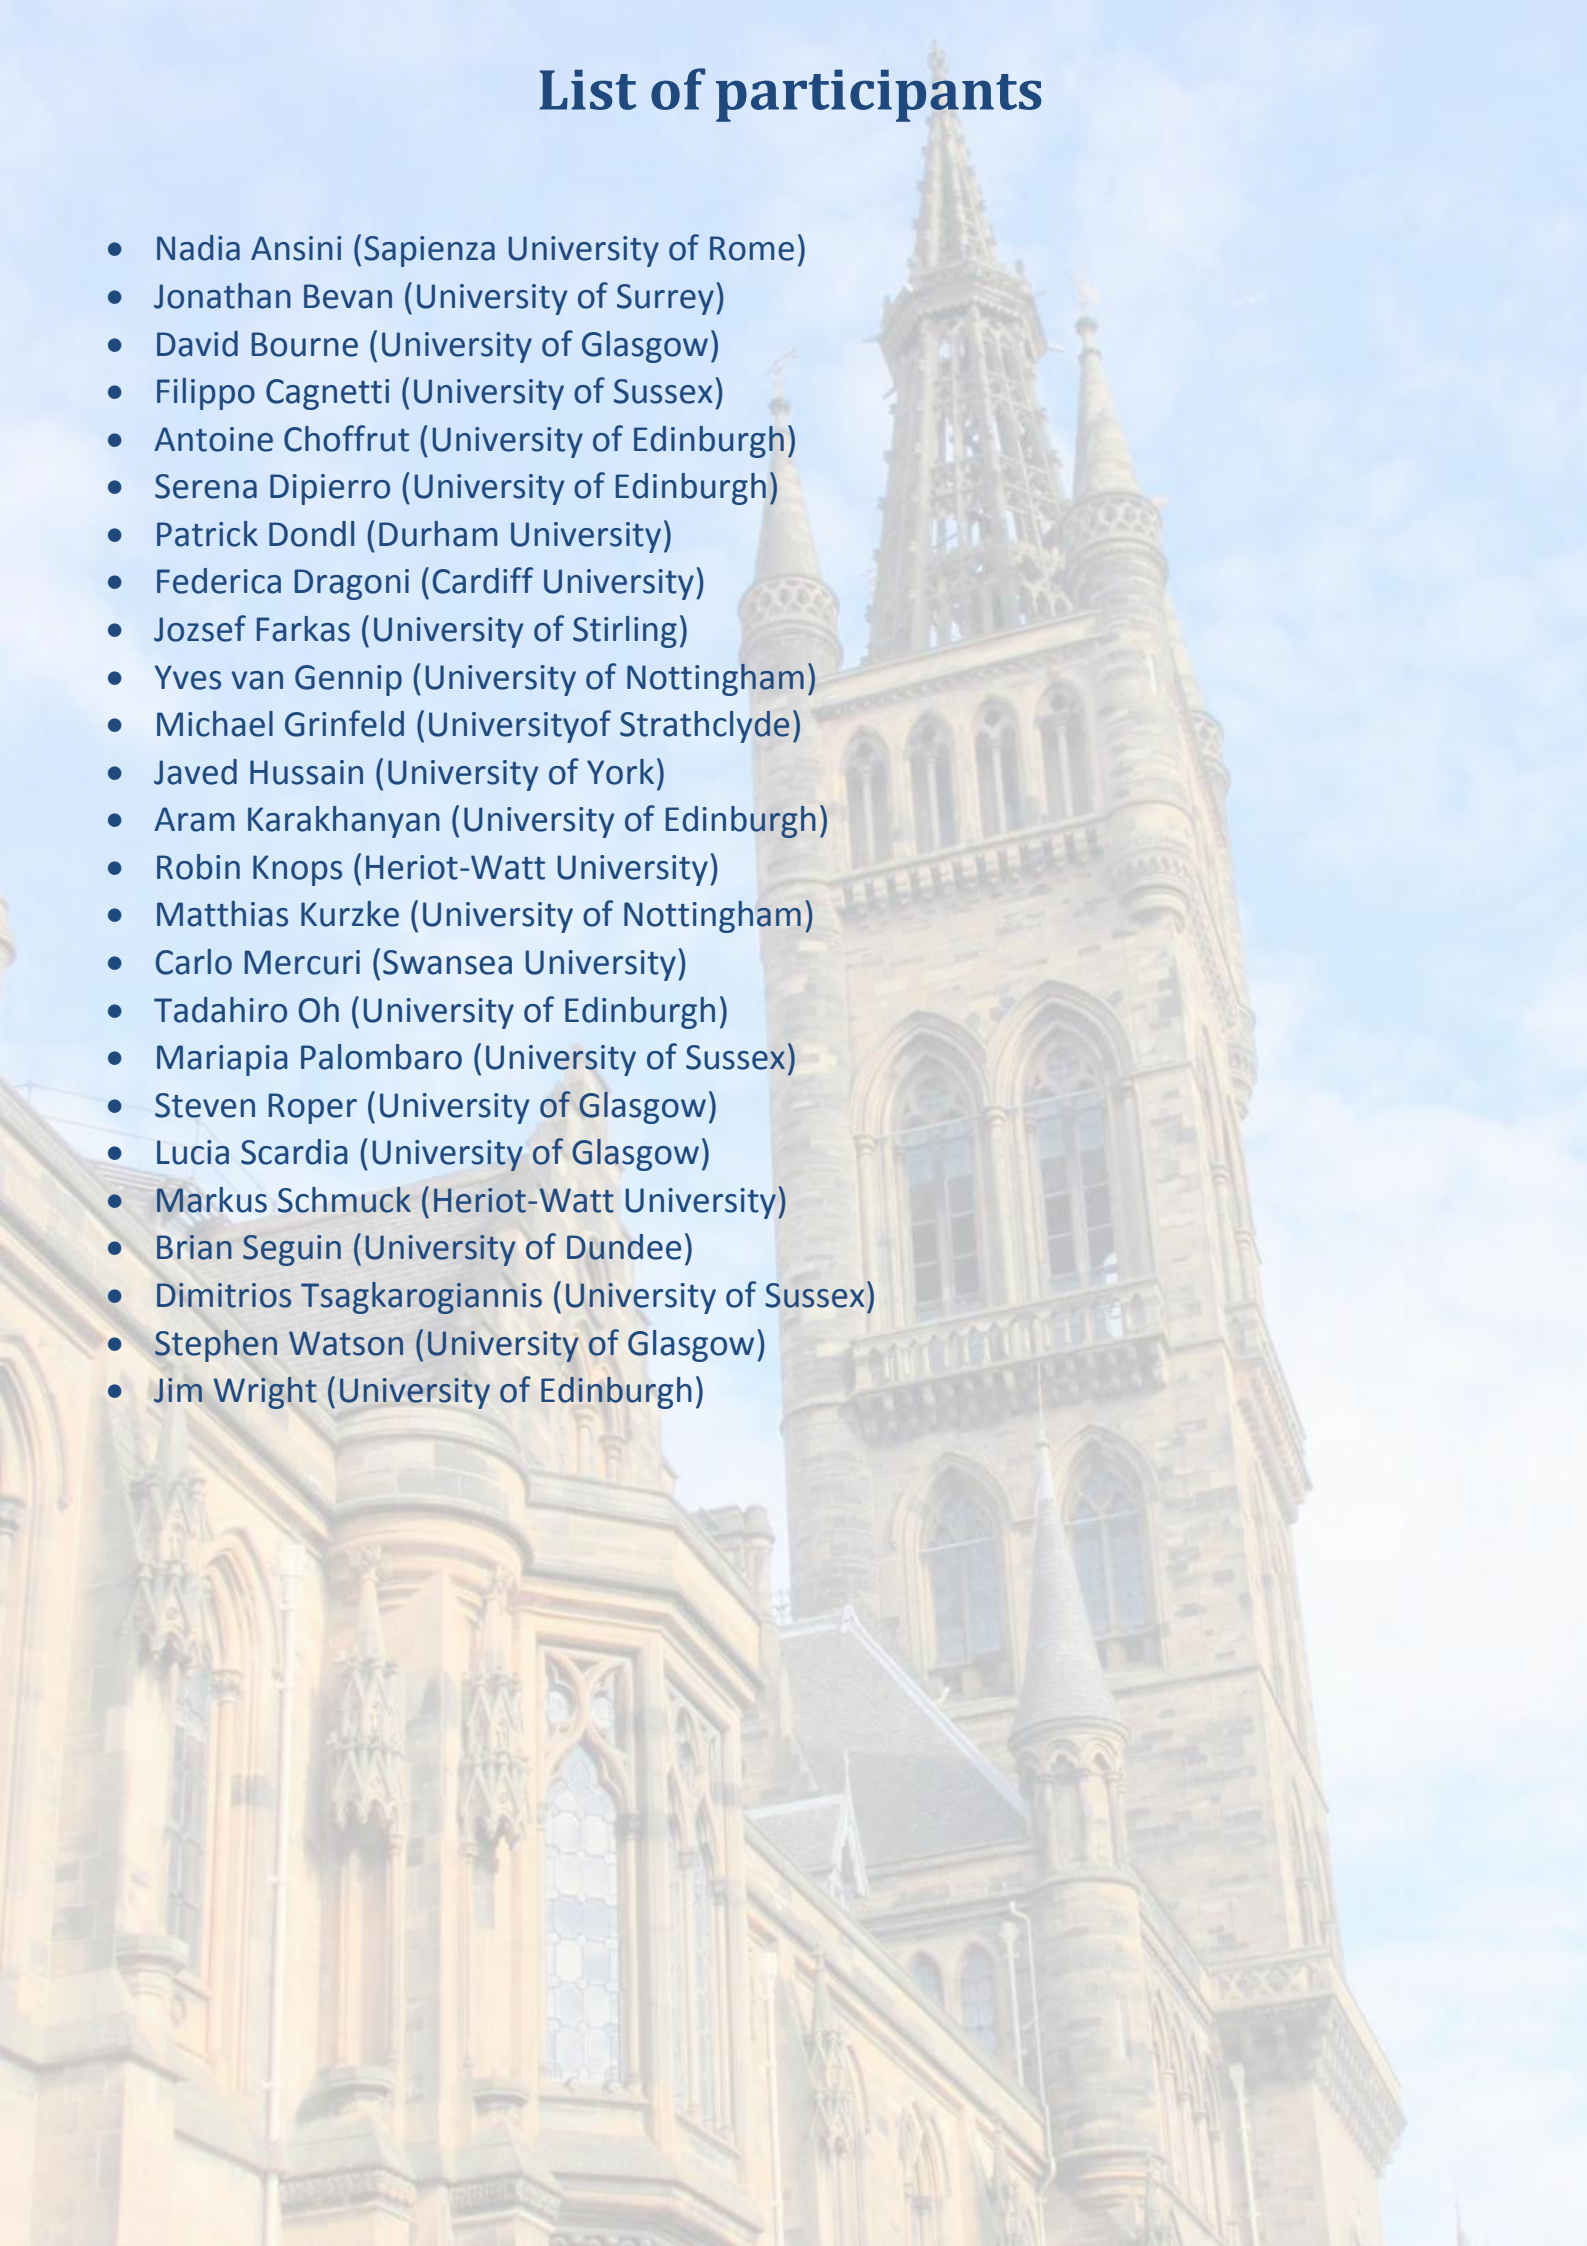 List of participants
• Nadia Ansini (Sapienza University of Rome)
• Jonathan Bevan (University of Surrey)
• David Bourne (University of Glasgow)
• Filippo Cagnetti (University of Sussex)
• Antoine Choffrut (University of Edinburgh)
• Serena Dipierro (University of Edinburgh)
• Patrick Dondl (Durham University)
• Federica Dragoni (Cardiff University)
• Jozsef Farkas (University of Stirling)
• Yves van Gennip (University of Nottingham)
• Michael Grinfeld (Universityof Strathclyde)
• Javed Hussain (University of York)
• Aram Karakhanyan (University of Edinburgh)
• Robin Knops (Heriot-Watt University)
• Matthias Kurzke (University of Nottingham)
• Carlo Mercuri (Swansea University)
• Tadahiro Oh (University of Edinburgh)
• Mariapia Palombaro (University of Sussex)
• Steven Roper (University of Glasgow)
• Lucia Scardia (University of Glasgow)
• Markus Schmuck (Heriot-Watt University)
• Brian Seguin (University of Dundee)
• Dimitrios Tsagkarogiannis (University of Sussex)
• Stephen Watson (University of Glasgow)
• Jim Wright (University of Edinburgh)